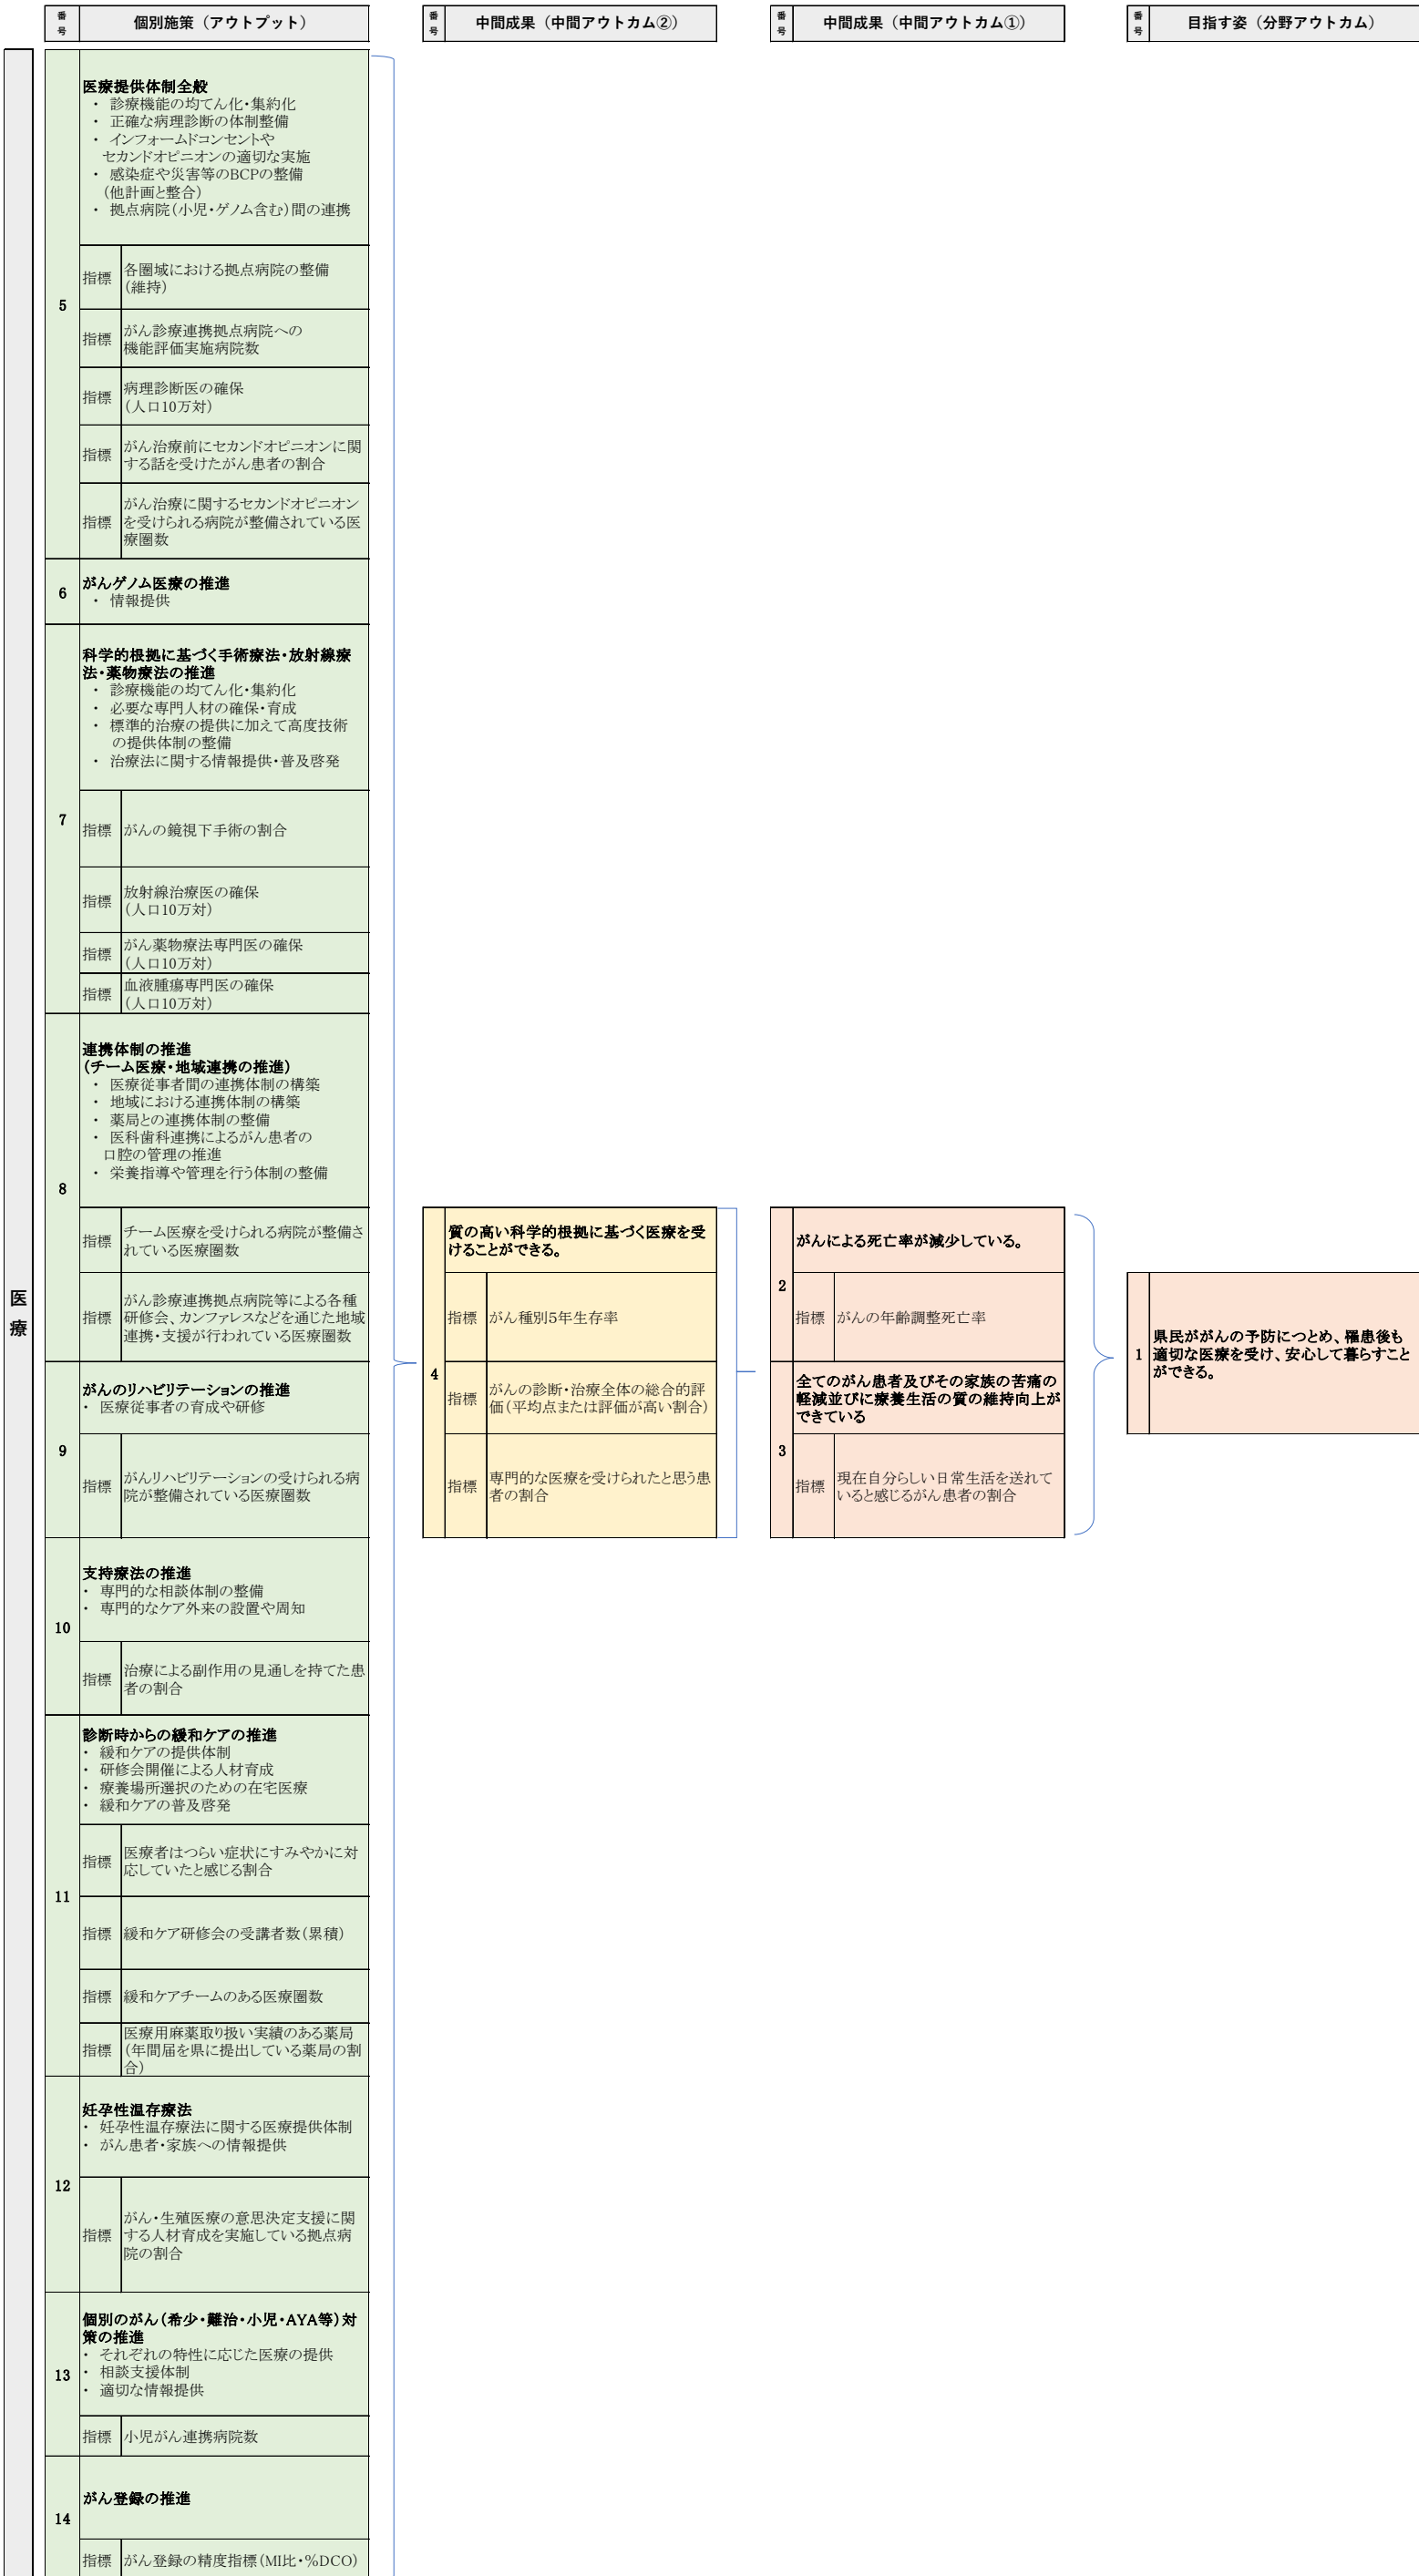 番号
個別施策（アウトプット）
番号
中間成果（中間アウトカム②）
番号
中間成果（中間アウトカム①）
番号
目指す姿（分野アウトカム）
医療
5
医療提供体制全般
・ 診療機能の均てん化・集約化
・ 正確な病理診断の体制整備
・ インフォームドコンセントや
セカンドオピニオンの適切な実施
・ 感染症や災害等のBCPの整備
（他計画と整合）
・ 拠点病院（小児・ゲノム含む）間の連携
指標
各圏域における拠点病院の整備
（維持）
指標
がん診療連携拠点病院への
機能評価実施病院数
指標
病理診断医の確保
（人口10万対）
指標
がん治療前にセカンドオピニオンに関
する話を受けたがん患者の割合
指標
がん治療に関するセカンドオピニオン
を受けられる病院が整備されている医
療圏数
6
がんゲノム医療の推進
・ 情報提供
7
科学的根拠に基づく手術療法・放射線療
法・薬物療法の推進
・ 診療機能の均てん化・集約化
・ 必要な専門人材の確保・育成
・ 標準的治療の提供に加えて高度技術
の提供体制の整備
・ 治療法に関する情報提供・普及啓発
指標
がんの鏡視下手術の割合
指標
放射線治療医の確保
（人口10万対）
指標
がん薬物療法専門医の確保
（人口10万対）
指標
血液腫瘍専門医の確保
（人口10万対）
8
連携体制の推進
（チーム医療・地域連携の推進）
・ 医療従事者間の連携体制の構築
・ 地域における連携体制の構築
・ 薬局との連携体制の整備
・ 医科歯科連携によるがん患者の
口腔の管理の推進
・ 栄養指導や管理を行う体制の整備
指標
チーム医療を受けられる病院が整備さ
れている医療圏数
指標
がん診療連携拠点病院等による各種
研修会、カンファレスなどを通じた地域
連携・支援が行われている医療圏数
9
がんのリハビリテーションの推進
・ 医療従事者の育成や研修
指標
がんリハビリテーションの受けられる病
院が整備されている医療圏数
10
支持療法の推進
・ 専門的な相談体制の整備
・ 専門的なケア外来の設置や周知
指標
治療による副作用の見通しを持てた患
者の割合
11
診断時からの緩和ケアの推進
・ 緩和ケアの提供体制
・ 研修会開催による人材育成
・ 療養場所選択のための在宅医療
・ 緩和ケアの普及啓発
指標
医療者はつらい症状にすみやかに対
応していたと感じる割合
指標
緩和ケア研修会の受講者数（累積）
指標
緩和ケアチームのある医療圏数
指標
医療用麻薬取り扱い実績のある薬局
（年間届を県に提出している薬局の割
合）
12
妊孕性温存療法
・ 妊孕性温存療法に関する医療提供体制
・ がん患者・家族への情報提供
指標
がん・生殖医療の意思決定支援に関
する人材育成を実施している拠点病
院の割合
13
個別のがん（希少・難治・小児・AYA等）対
策の推進
・ それぞれの特性に応じた医療の提供
・ 相談支援体制
・ 適切な情報提供
指標
小児がん連携病院数
14
がん登録の推進
指標
がん登録の精度指標（MI比・%DCO）
4
質の高い科学的根拠に基づく医療を受
けることができる。
指標
がん種別5年生存率
指標
がんの診断・治療全体の総合的評
価（平均点または評価が高い割合）
指標
専門的な医療を受けられたと思う患
者の割合
2
がんによる死亡率が減少している。
指標
がんの年齢調整死亡率
3
全てのがん患者及びその家族の苦痛の
軽減並びに療養生活の質の維持向上が
できている
指標
現在自分らしい日常生活を送れて
いると感じるがん患者の割合
1
県民ががんの予防につとめ、罹患後も
適切な医療を受け、安心して暮らすこと
ができる。